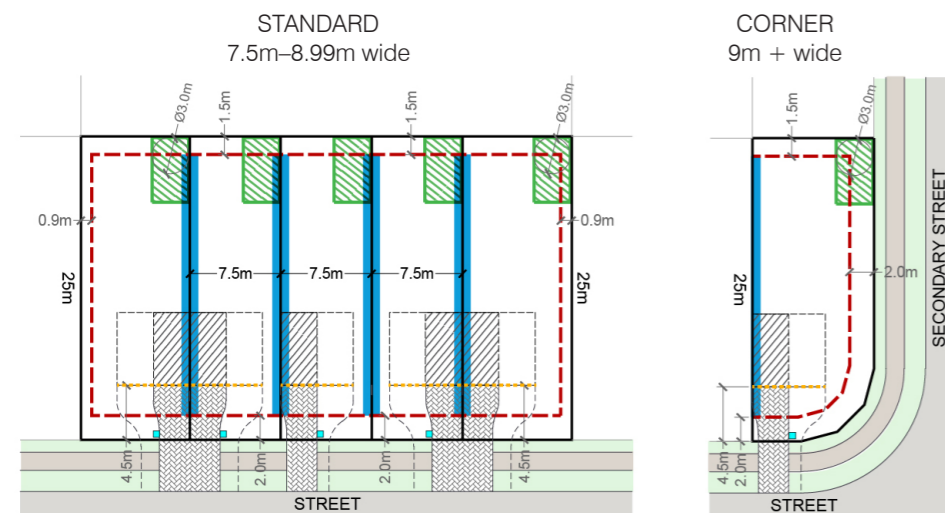 STANDARD
7.5m–8.99m wide
Ø3.0m
1.5m
1.5m
Ø3.0m
0.9m
0.9m
25m
7.5m
7.5m
7.5m
25m
4.5m
2.0m
2.0m
4.5m
STREET
CORNER
9m + wide
1.5m
Ø3.0m
2.0m
25m
4.5m
2.0m
SECONDARY STREET
STREET